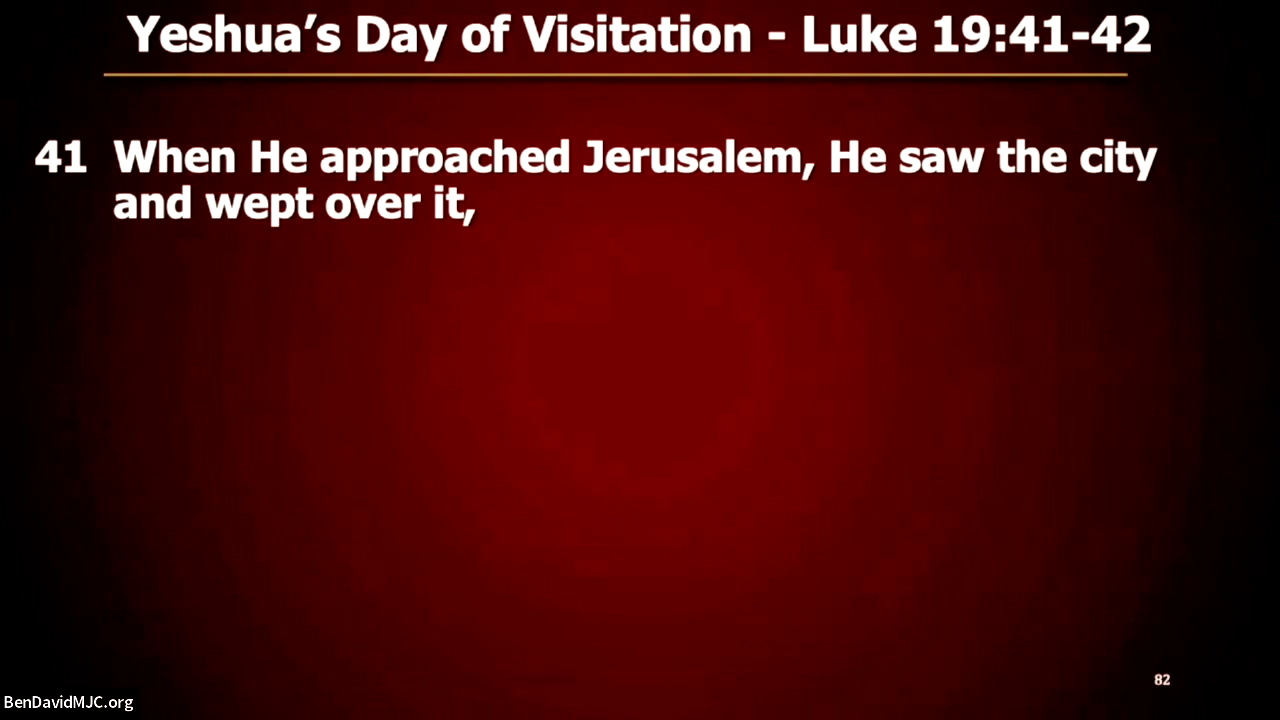 Yeshua’s Day of Visitation - Luke 19:41-42
41 When He approached Jerusalem, He saw the city
and wept over it,
82
BenDavidMJC.org